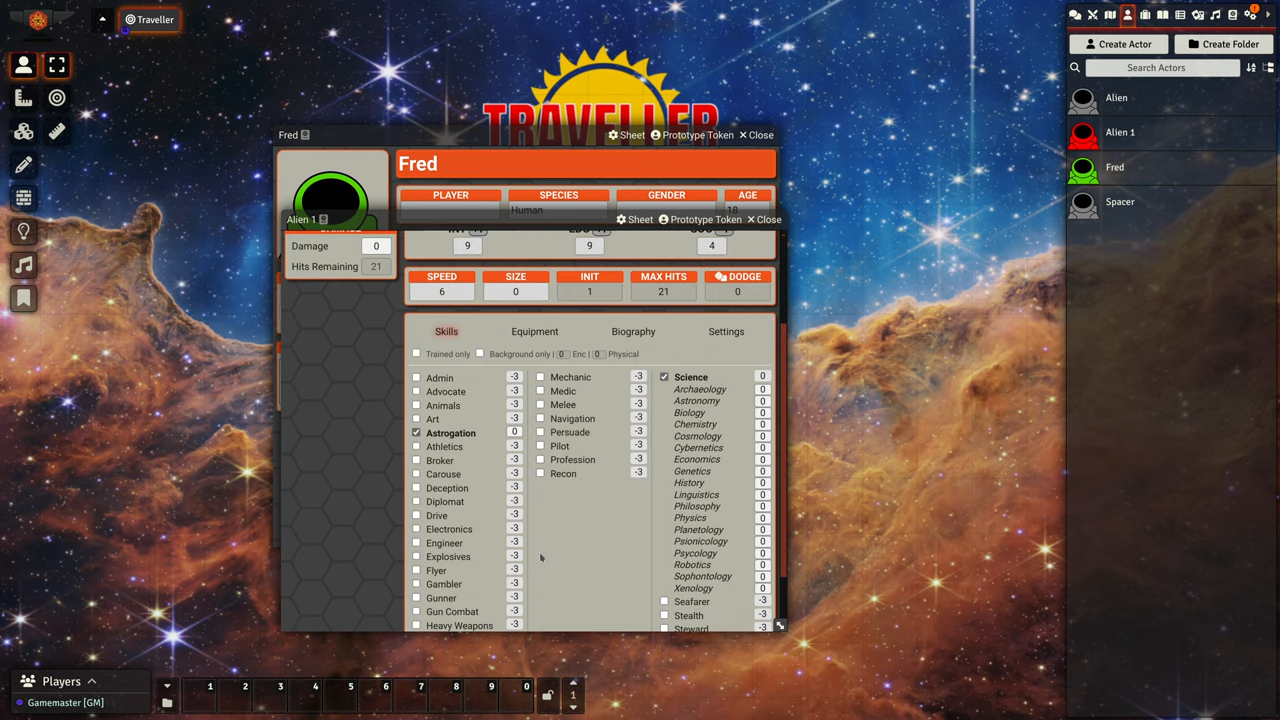 Traveller
Create Actor
Create Folder
Search Actors
Alien
Alien 1
Fred
Spacer
TRAVELLER
Fred
Sheet
Prototype Token
Close
Fred
PLAYER
SPECIES
GENDER
AGE
Human
18
Alien 1
Sheet
Prototype Token
Close
DAMAGE
Damage 0
Hits Remaining 21
9
9
4
SPEED
SIZE
INIT
MAX HITS
DODGE
6
0
1
21
0
Skills
Equipment
Biography
Settings
Trained only
Background only | 0 Enc | 0 Physical
Admin -3
Advocate -3
Animals -3
Art -3
Astrogation 0
Athletics -3
Broker -3
Carouse -3
Deception -3
Diplomat -3
Drive -3
Electronics -3
Engineer -3
Explosives -3
Flyer -3
Gambler -3
Gunner -3
Gun Combat -3
Heavy Weapons -3
Mechanic -3
Medic -3
Melee -3
Navigation -3
Persuade -3
Pilot -3
Profession -3
Recon -3
Science 0
Archaeology 0
Astronomy 0
Biology 0
Chemistry 0
Cosmology 0
Cybernetics 0
Economics 0
Genetics 0
History 0
Linguistics 0
Philosophy 0
Physics 0
Planetology 0
Psionicology 0
Psycology 0
Robotics 0
Sophontology 0
Xenology 0
Seafarer -3
Stealth -3
Steward -3
Players
Gamemaster [GM]
1
2
3
4
5
6
7
8
9
0
1